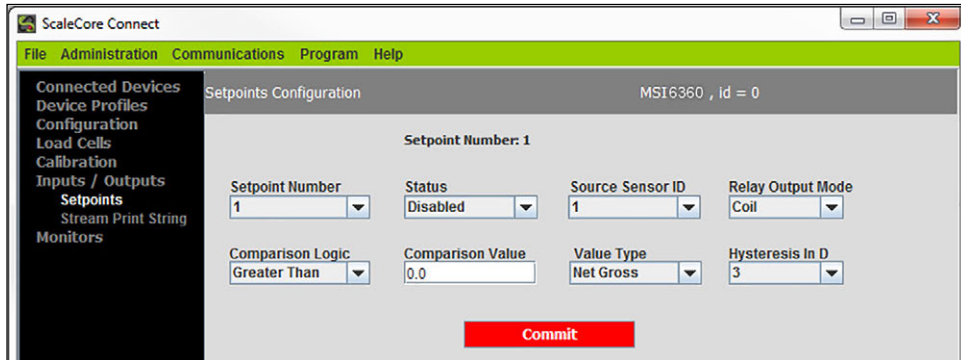 ScaleCore Connect
File Administration Communications Program Help
Connected Devices
Device Profiles
Configuration
Load Cells
Calibration
Inputs / Outputs
Setpoints
Stream Print String
Monitors
Setpoints Configuration MSI6360 , id = 0
Setpoint Number: 1
Setpoint Number Status Source Sensor ID Relay Output Mode
1 Disabled 1 Coil
Comparison Logic Comparison Value Value Type Hysteresis In D
Greater Than 0.0 Net Gross 3
Commit